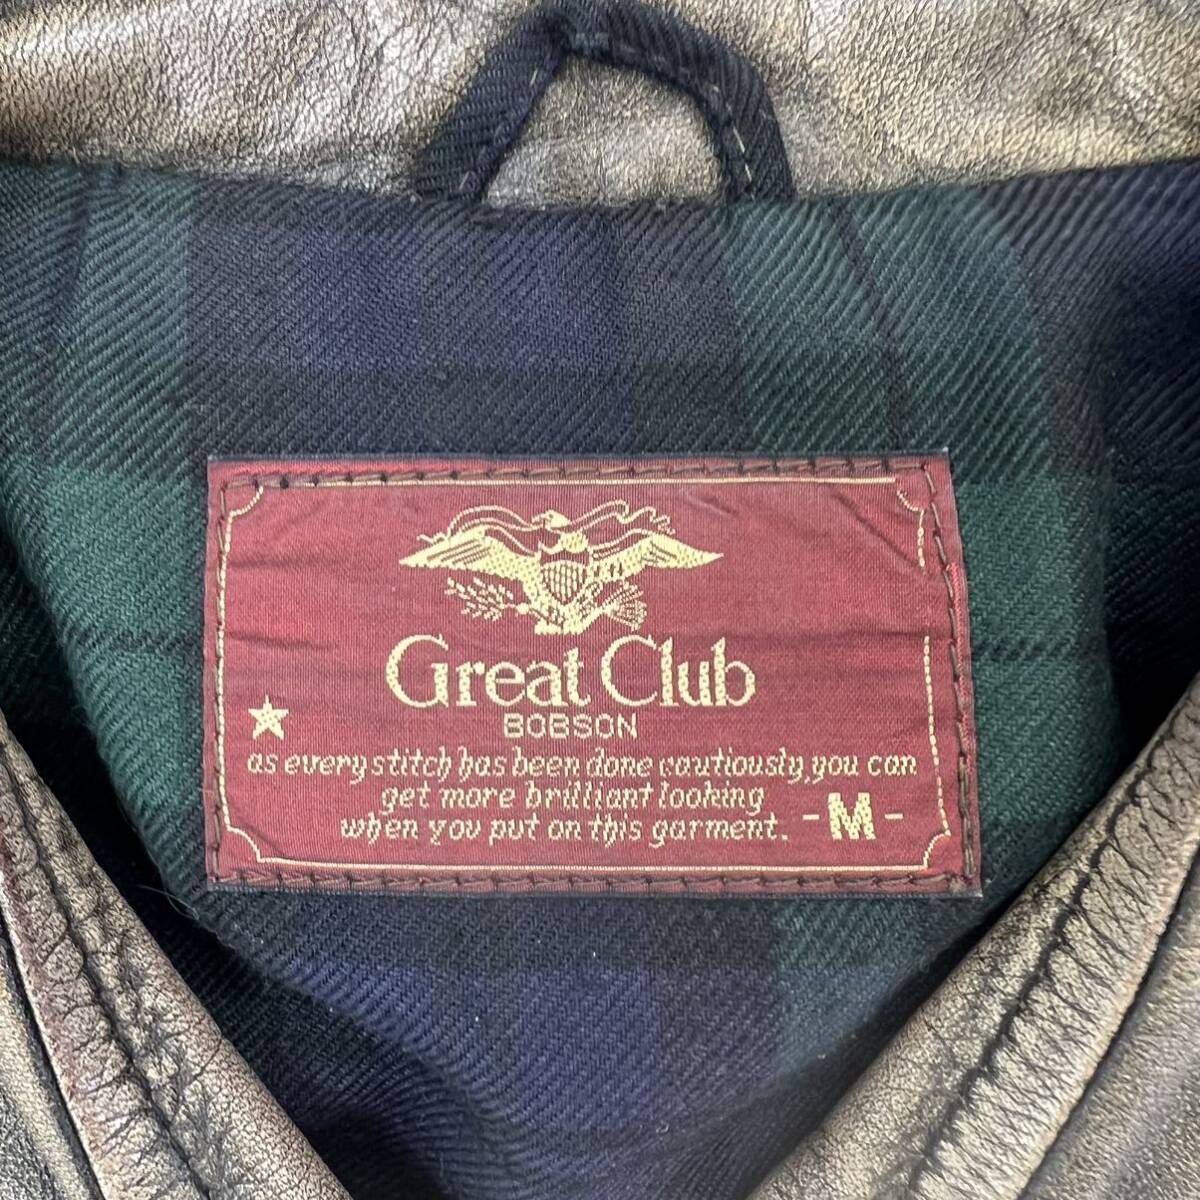 Great Club
BOBSON
as every stitch has been done cautiously, you can
get more brilliant looking
when you put on this garment.
-M-